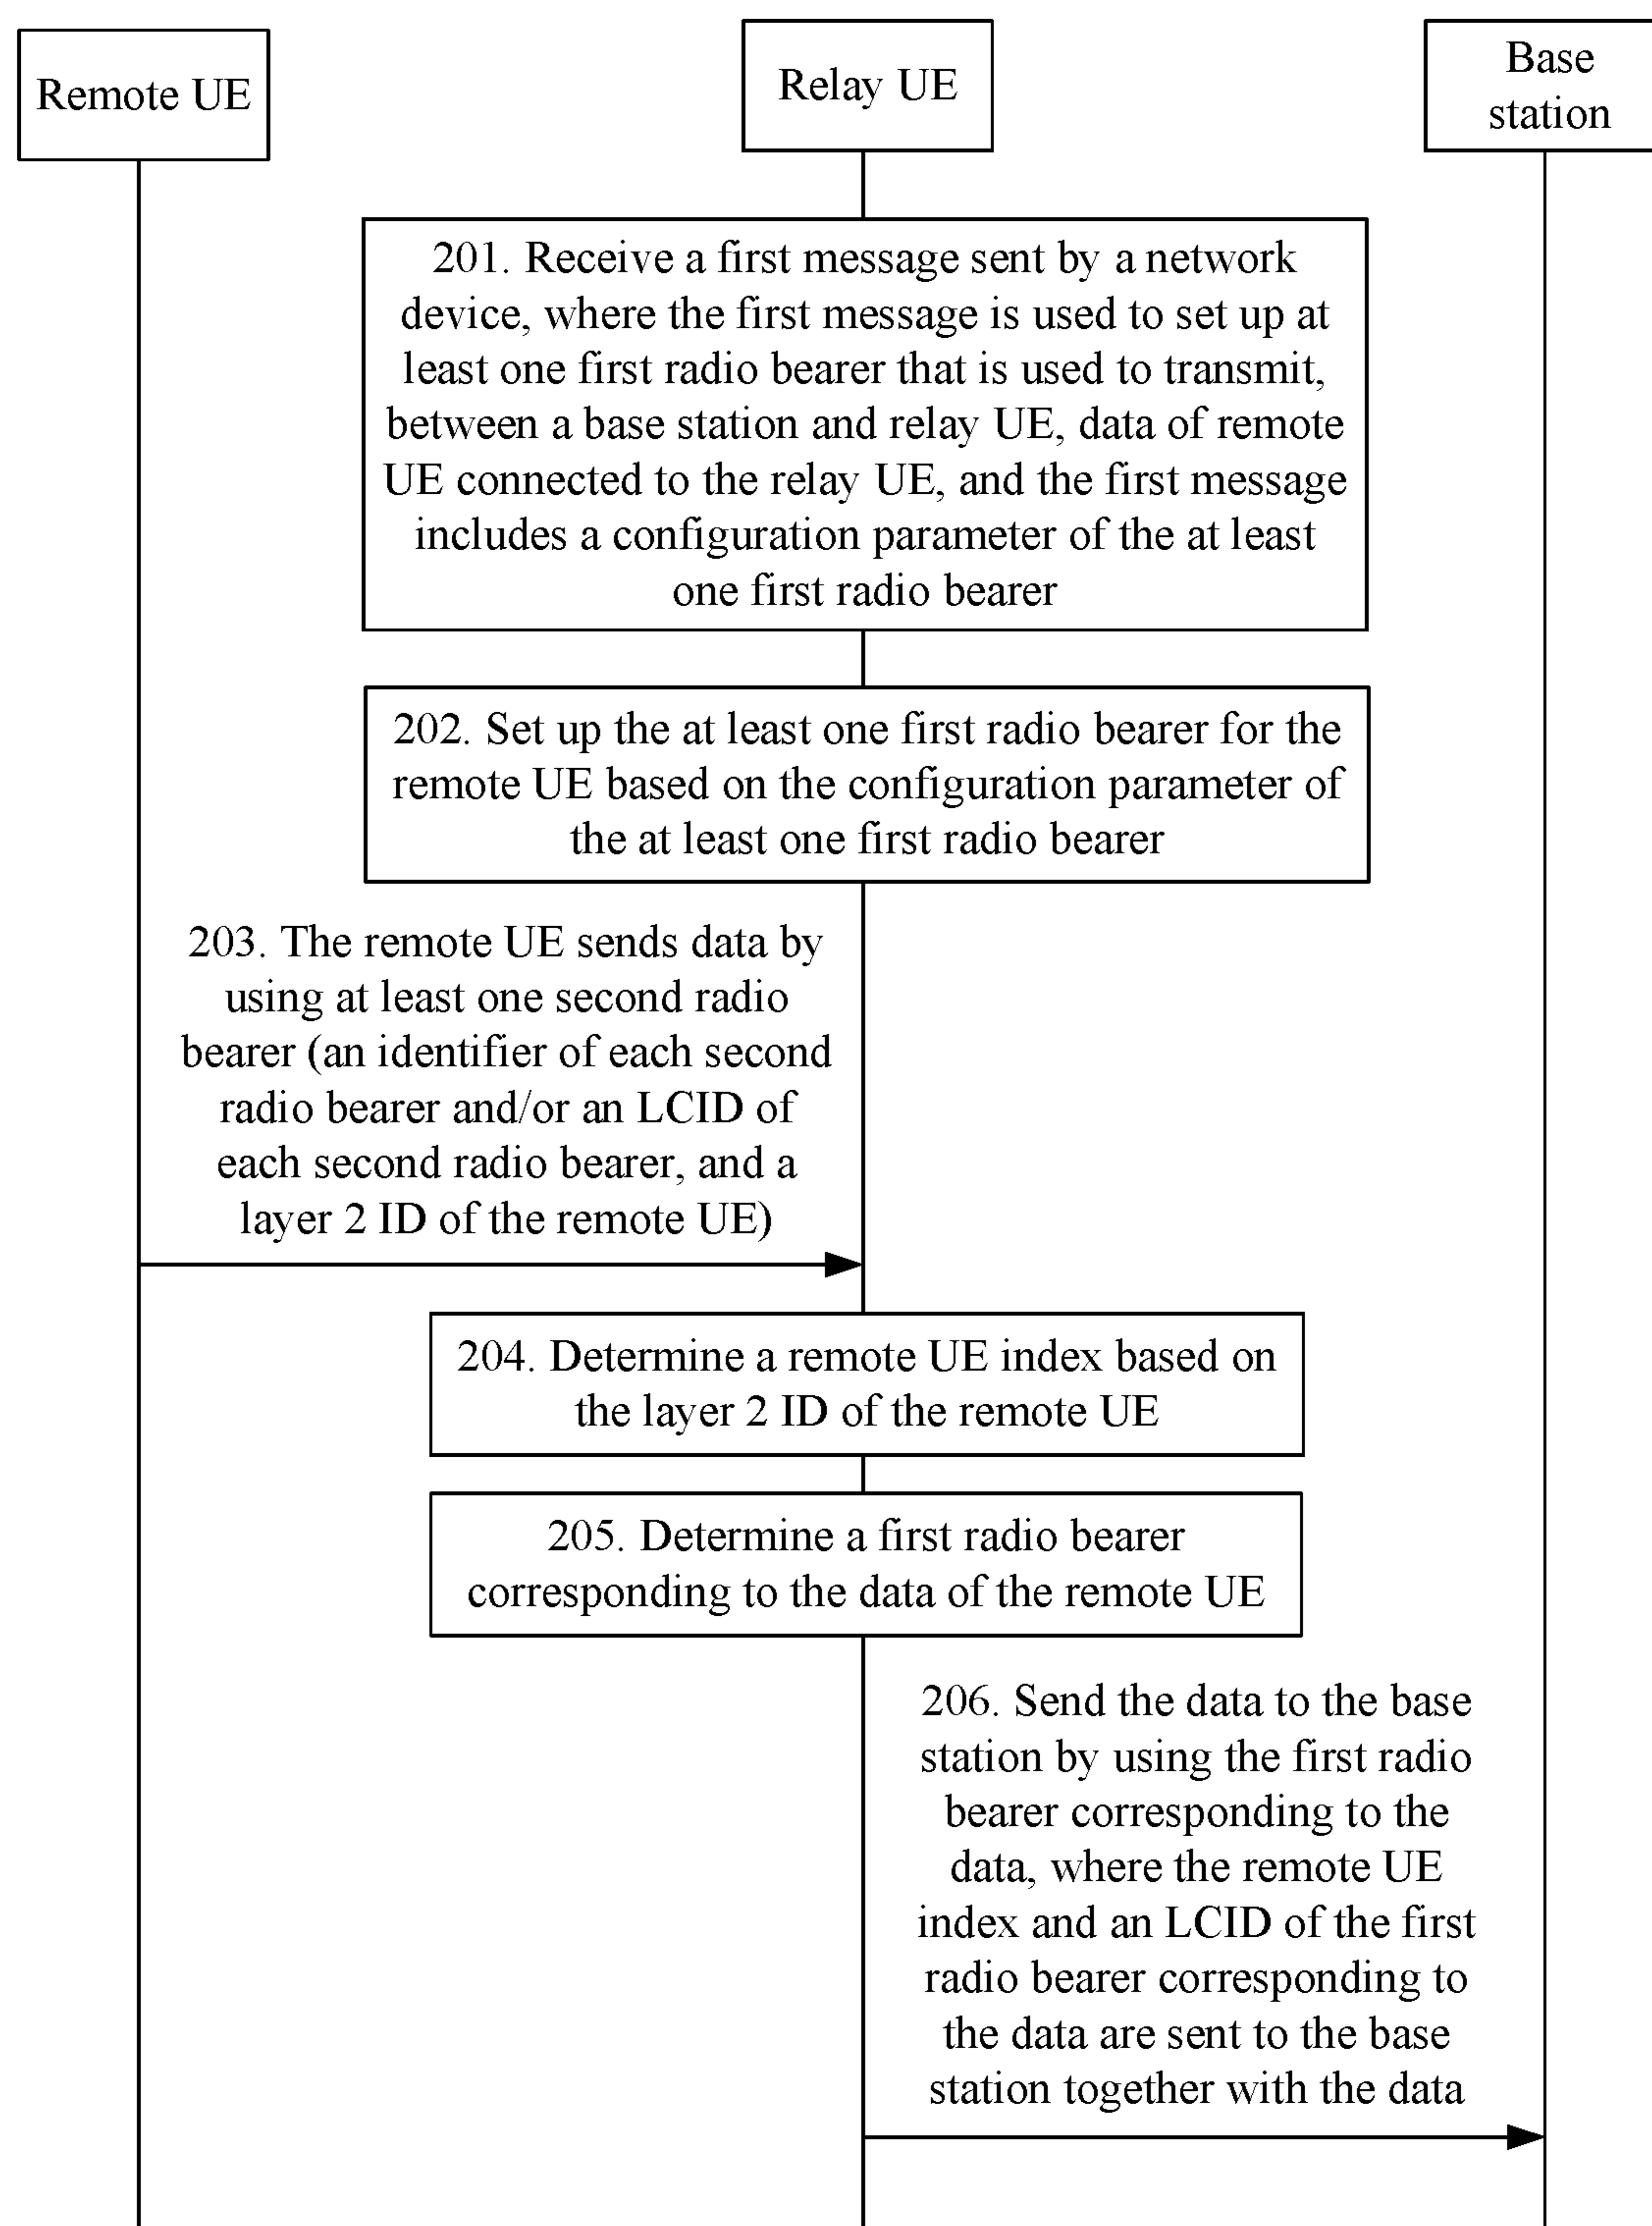 Remote UE
Relay UE
Base
station
201. Receive a first message sent by a network
device, where the first message is used to set up at
least one first radio bearer that is used to transmit,
between a base station and relay UE, data of remote
UE connected to the relay UE, and the first message
includes a configuration parameter of the at least
one first radio bearer
202. Set up the at least one first radio bearer for the
remote UE based on the configuration parameter of
the at least one first radio bearer
203. The remote UE sends data by
using at least one second radio
bearer (an identifier of each second
radio bearer and/or an LCID of
each second radio bearer, and a
layer 2 ID of the remote UE)
204. Determine a remote UE index based on
the layer 2 ID of the remote UE
205. Determine a first radio bearer
corresponding to the data of the remote UE
206. Send the data to the base
station by using the first radio
bearer corresponding to the
data, where the remote UE
index and an LCID of the first
radio bearer corresponding to
the data are sent to the base
station together with the data